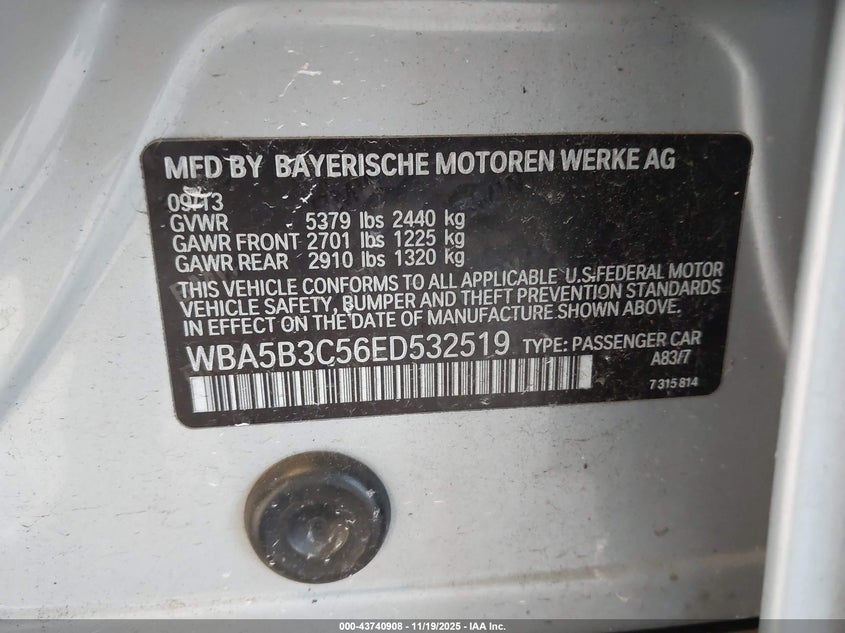 MFD BY BAYERISCHE MOTOREN WERKE AG
09/13
GVWR 5379 lbs 2440 kg
GAWR FRONT 2701 lbs 1225 kg
GAWR REAR 2910 lbs 1320 kg
THIS VEHICLE CONFORMS TO ALL APPLICABLE U.S.FEDERAL MOTOR
VEHICLE SAFETY, BUMPER AND THEFT PREVENTION STANDARDS
IN EFFECT ON THE DATE OF MANUFACTURE SHOWN ABOVE.
WBA5B3C56ED532519 TYPE: PASSENGER CAR
A83/7
7 315 814
000-43740908 - 11/19/2025 - IAA Inc.